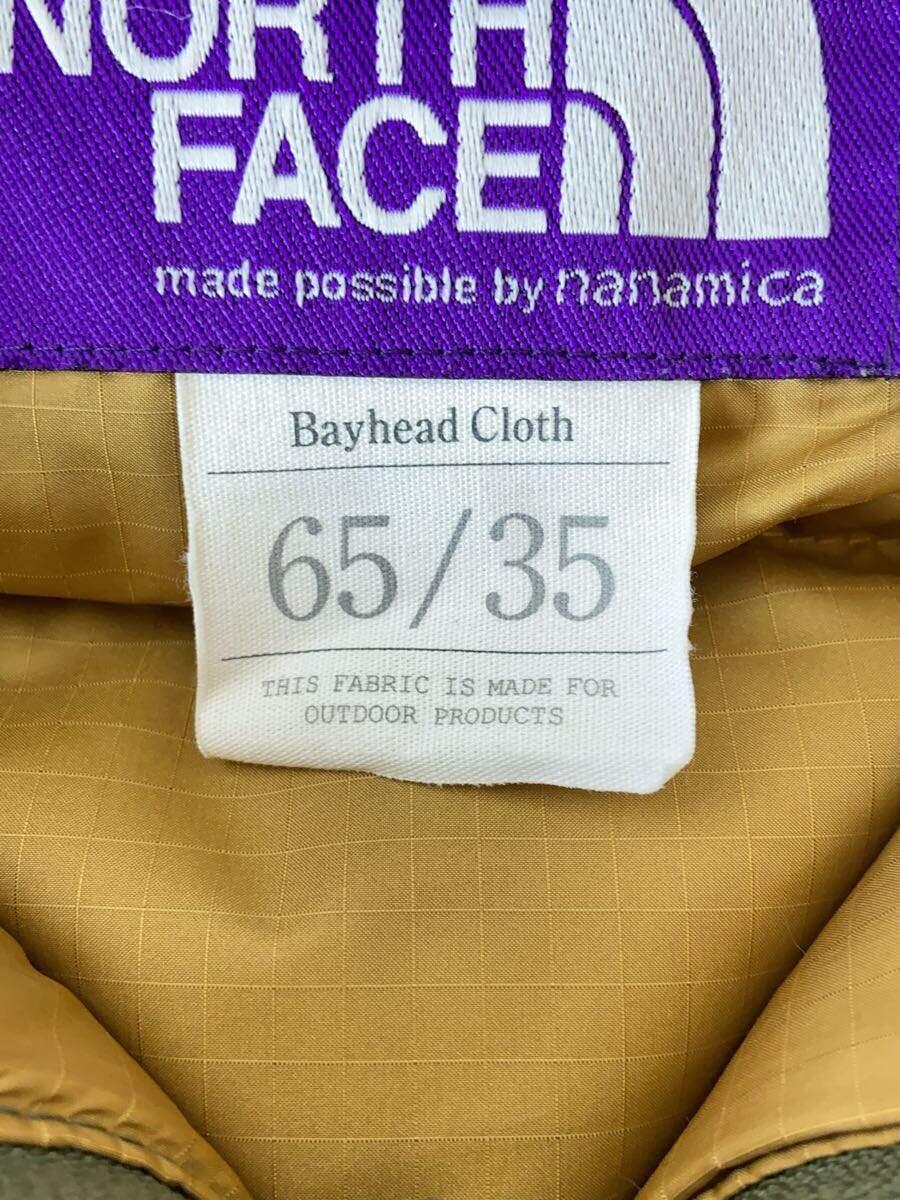 NORTH
FACE
made possible by nanamica
Bayhead Cloth
65/35
THIS FABRIC IS MADE FOR
OUTDOOR PRODUCTS